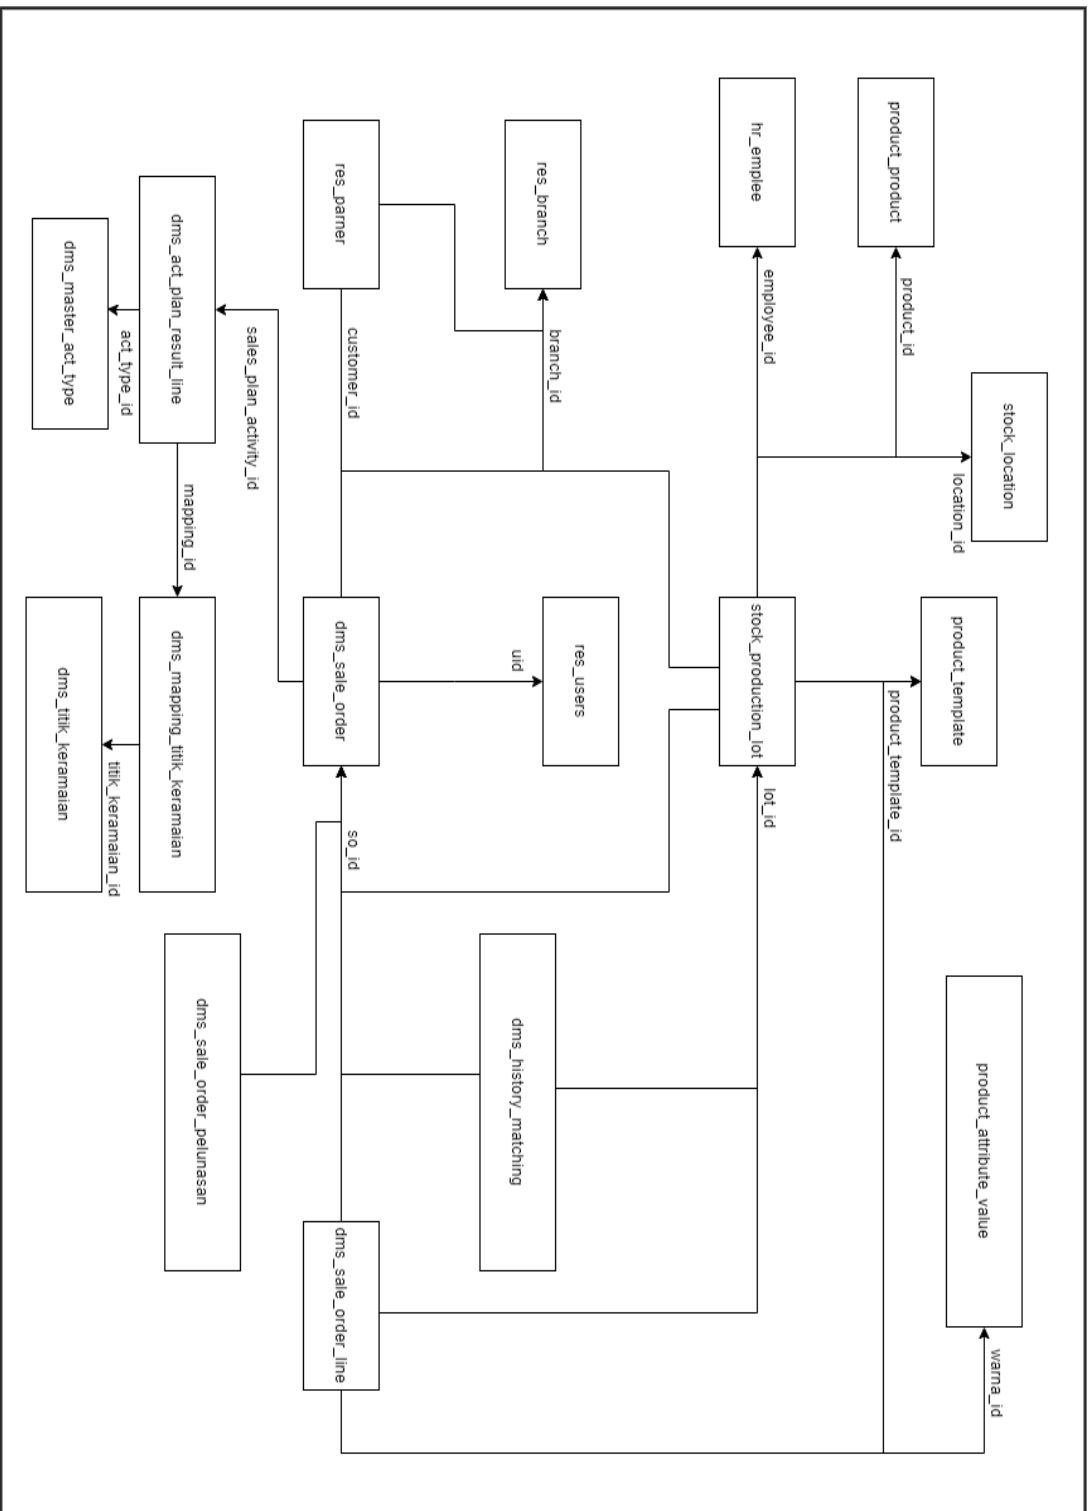 stock_location
warna_id
product_attribute_value
location_id
product_template
product_id
product_product
product_template_id
employee_id
lot_id
hr_emplee
stock_production_lot
res_users
branch_id
res_branch
uid
dms_history_matching
customer_id
so_id
res_parner
dms_sale_order
dms_sale_order_line
sales_plan_activity_id
dms_sale_order_pelunasan
mapping_id
dms_act_plan_result_line
dms_mapping_titik_keramaian
act_type_id
titik_keramaian_id
dms_master_act_type
dms_titik_keramaian